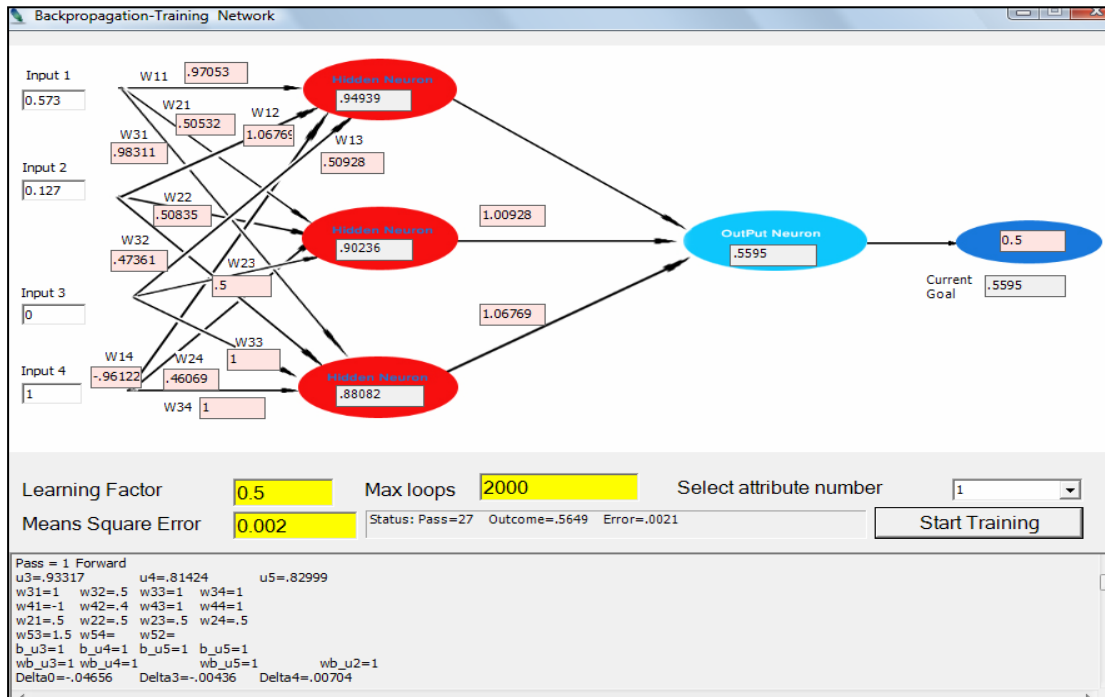 Backpropagation-Training Network
Input 1
0.573
W11
.97053
Hidden Neuron
.94939
W21
.50532
W12
1.06769
W31
.98311
W13
.50928
Input 2
0.127
W22
.50835
1.00928
Hidden Neuron
.90236
OutPut Neuron
.5595
0.5
W32
.47361
W23
.5
Current
Goal
.5595
Input 3
0
1.06769
W33
1
W14
-.96122
W24
.46069
Input 4
1
Hidden Neuron
.88082
W34
1
Learning Factor
0.5
Max loops
2000
Select attribute number
1
Means Square Error
0.002
Status: Pass=27 Outcome=.5649 Error=.0021
Start Training
Pass = 1 Forward
u3=.93317 u4=.81424 u5=.82999
w31=1 w32=.5 w33=1 w34=1
w41=-1 w42=.4 w43=1 w44=1
w21=.5 w22=.5 w23=.5 w24=.5
w53=1.5 w54= w52=
b_u3=1 b_u4=1 b_u5=1 b_u5=1
wb_u3=1 wb_u4=1 wb_u5=1 wb_u2=1
Delta0=-.04656 Delta3=-.00436 Delta4=.00704